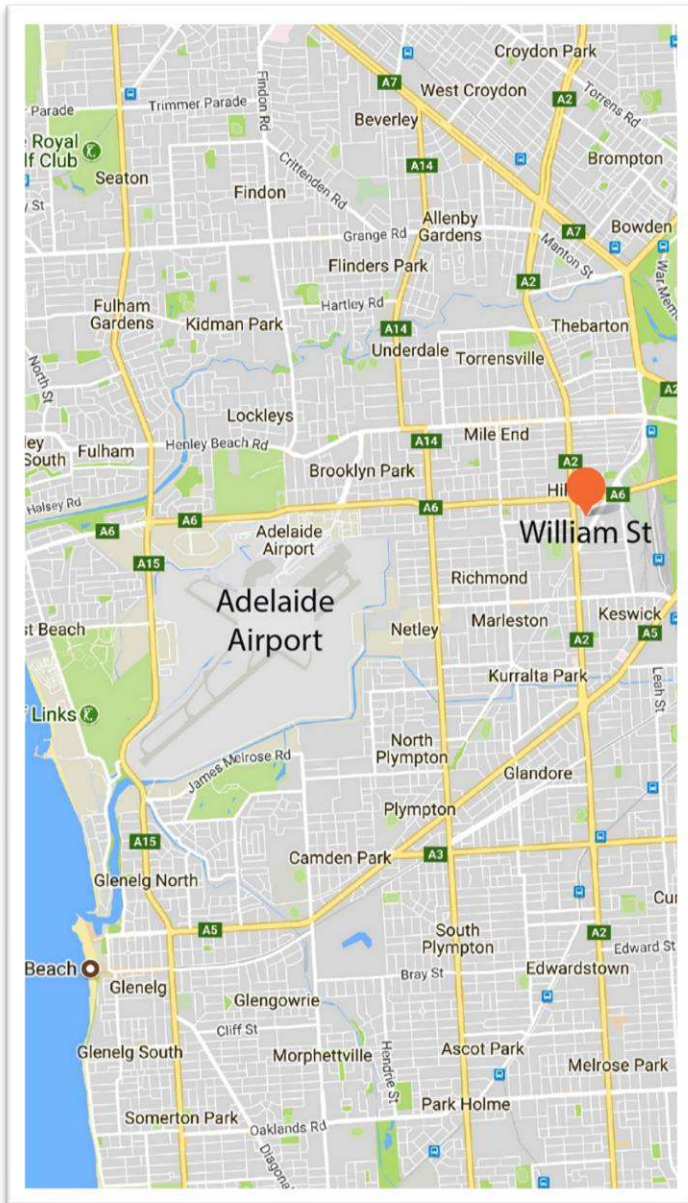 Croydon Park
A7
West Croydon
A2
Torrens Rd
Parade
Trimmer Parade
Findon Rd
Beverley
Royal
lf Club
Seaton
Crittenden Rd
A14
Brompton
Findon
Allenby
Gardens
A7
Bowden
Grange Rd
Manton St
Flinders Park
A2
War Mem
Fulham
Gardens
Hartley Rd
Kidman Park
A14
Thebarton
Underdale
Torrensville
North St
A2
Lockleys
ley
South
Fulham
Henley Beach Rd
A14
Mile End
Brooklyn Park
A2
Hil
A6
Halsey Rd
A6
A6
A6
William St
Adelaide
Airport
A15
Richmond
Adelaide
Airport
Marleston
Keswick
st Beach
Netley
A2
A5
Kurralta Park
Leah St
f Links
North
Plympton
James Melrose Rd
Glandore
Plympton
A15
Camden Park
A3
Glenelg North
A5
South
Plympton
A2
Edward St
Beach
Bray St
Edwardstown
Glenelg
Glengowrie
Cliff St
Glenelg South
Morphettville
Hendrie St
Ascot Park
Melrose Park
Park Holme
Somerton Park
Oaklands Rd
Diagonal